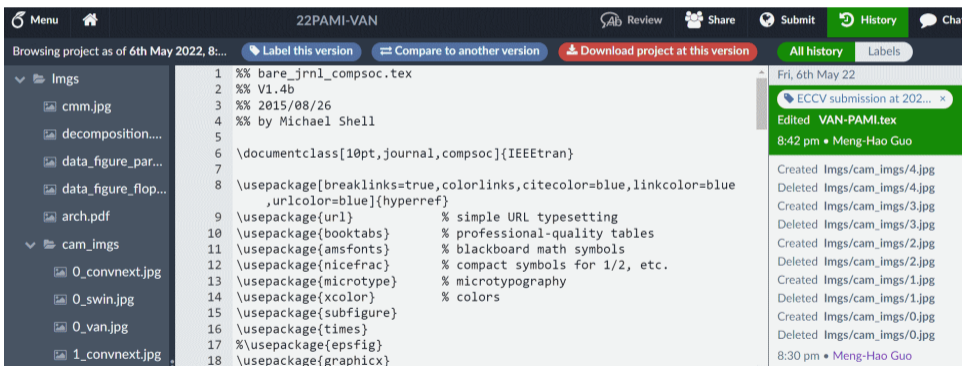 Menu
22PAMI-VAN
Review
Share
Submit
History
Browsing project as of 6th May 2022, 8:...
Label this version
Compare to another version
Download project at this version
All history
Labels
Imgs
cmm.jpg
decomposition....
data_figure_par...
data_figure_flop...
arch.pdf
cam_imgs
0_convnext.jpg
0_swin.jpg
0_van.jpg
1_convnext.jpg
1 %% bare_jrnl_compsoc.tex
2 %% V1.4b
3 %% 2015/08/26
4 %% by Michael Shell
5
6 \documentclass[10pt,journal,compsoc]{IEEEtran}
7
8 \usepackage[breaklinks=true,colorlinks,citecolor=blue,linkcolor=blue
,urlcolor=blue]{hyperref}
9 \usepackage{url} % simple URL typesetting
10 \usepackage{booktabs} % professional-quality tables
11 \usepackage{amsfonts} % blackboard math symbols
12 \usepackage{nicefrac} % compact symbols for 1/2, etc.
13 \usepackage{microtype} % microtypography
14 \usepackage{xcolor} % colors
15 \usepackage{subfigure}
16 \usepackage{times}
17 %\usepackage{epsfig}
18 \usepackage{graphicx}
Fri, 6th May 22
ECCV submission at 202... ×
Edited VAN-PAMI.tex
8:42 pm • Meng-Hao Guo
Created Imgs/cam_imgs/4.jpg
Deleted Imgs/cam_imgs/4.jpg
Created Imgs/cam_imgs/3.jpg
Deleted Imgs/cam_imgs/3.jpg
Created Imgs/cam_imgs/2.jpg
Deleted Imgs/cam_imgs/2.jpg
Created Imgs/cam_imgs/1.jpg
Deleted Imgs/cam_imgs/1.jpg
Created Imgs/cam_imgs/0.jpg
Deleted Imgs/cam_imgs/0.jpg
8:30 pm • Meng-Hao Guo